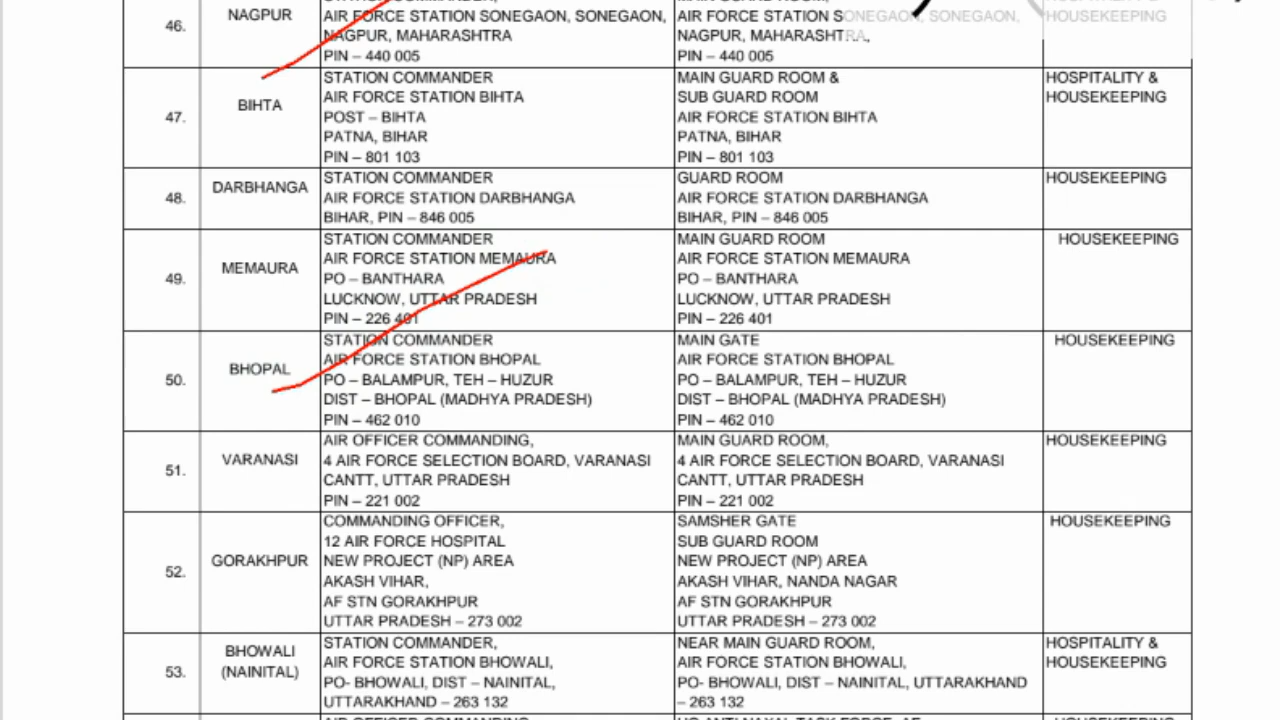 46.
NAGPUR
AIR FORCE STATION SONEGAON, SONEGAON,
NAGPUR, MAHARASHTRA
PIN – 440 005
AIR FORCE STATION SONEGAON, SONEGAON,
NAGPUR, MAHARASHTRA,
PIN – 440 005
HOUSEKEEPING
47.
BIHTA
STATION COMMANDER
AIR FORCE STATION BIHTA
POST – BIHTA
PATNA, BIHAR
PIN – 801 103
MAIN GUARD ROOM &
SUB GUARD ROOM
AIR FORCE STATION BIHTA
PATNA, BIHAR
PIN – 801 103
HOSPITALITY &
HOUSEKEEPING
48.
DARBHANGA
STATION COMMANDER
AIR FORCE STATION DARBHANGA
BIHAR, PIN – 846 005
GUARD ROOM
AIR FORCE STATION DARBHANGA
BIHAR, PIN – 846 005
HOUSEKEEPING
49.
MEMAURA
STATION COMMANDER
AIR FORCE STATION MEMAURA
PO – BANTHARA
LUCKNOW, UTTAR PRADESH
PIN – 226 401
MAIN GUARD ROOM
AIR FORCE STATION MEMAURA
PO – BANTHARA
LUCKNOW, UTTAR PRADESH
PIN – 226 401
HOUSEKEEPING
50.
BHOPAL
STATION COMMANDER
AIR FORCE STATION BHOPAL
PO – BALAMPUR, TEH – HUZUR
DIST – BHOPAL (MADHYA PRADESH)
PIN – 462 010
MAIN GATE
AIR FORCE STATION BHOPAL
PO – BALAMPUR, TEH – HUZUR
DIST – BHOPAL (MADHYA PRADESH)
PIN – 462 010
HOUSEKEEPING
51.
VARANASI
AIR OFFICER COMMANDING,
4 AIR FORCE SELECTION BOARD, VARANASI
CANTT, UTTAR PRADESH
PIN – 221 002
MAIN GUARD ROOM,
4 AIR FORCE SELECTION BOARD, VARANASI
CANTT, UTTAR PRADESH
PIN – 221 002
HOUSEKEEPING
52.
GORAKHPUR
COMMANDING OFFICER,
12 AIR FORCE HOSPITAL
NEW PROJECT (NP) AREA
AKASH VIHAR,
AF STN GORAKHPUR
UTTAR PRADESH – 273 002
SAMSHER GATE
SUB GUARD ROOM
NEW PROJECT (NP) AREA
AKASH VIHAR, NANDA NAGAR
AF STN GORAKHPUR
UTTAR PRADESH – 273 002
HOUSEKEEPING
53.
BHOWALI
(NAINITAL)
STATION COMMANDER,
AIR FORCE STATION BHOWALI,
PO- BHOWALI, DIST – NAINITAL,
UTTARAKHAND – 263 132
NEAR MAIN GUARD ROOM,
AIR FORCE STATION BHOWALI,
PO- BHOWALI, DIST – NAINITAL, UTTARAKHAND
– 263 132
HOSPITALITY &
HOUSEKEEPING